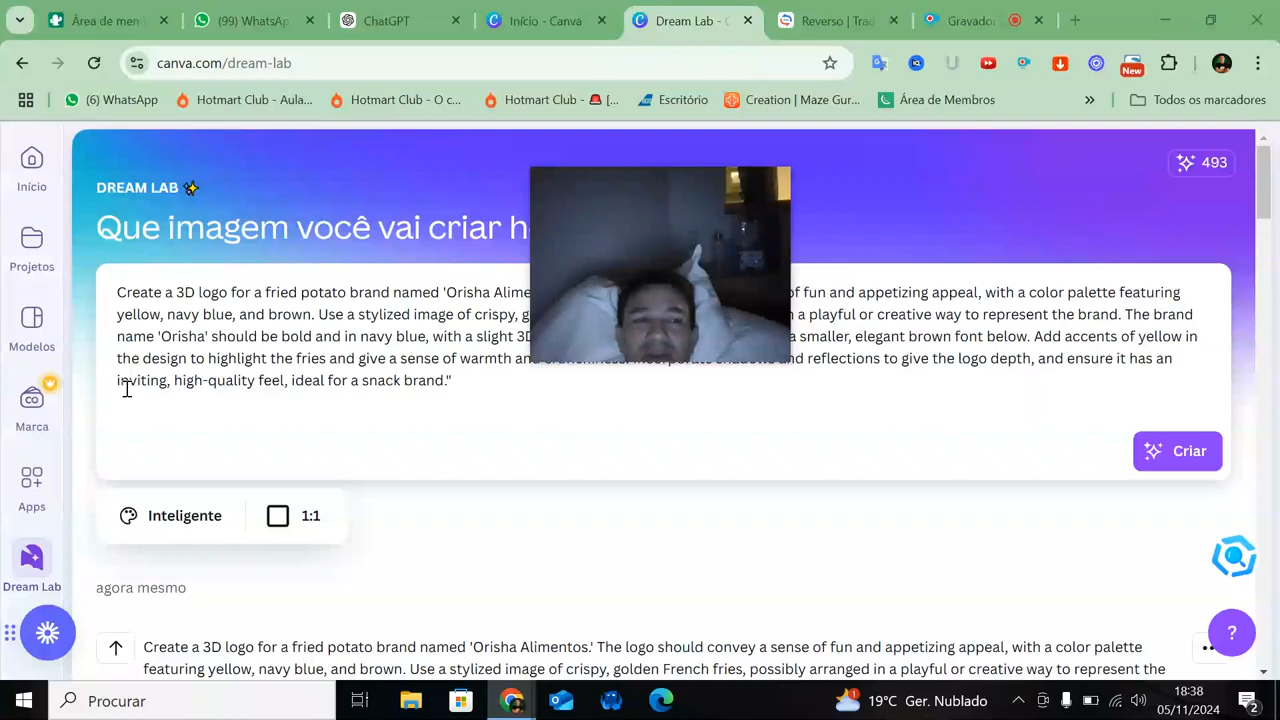 Área de mem
(99) WhatsAp
ChatGPT
Início - Canva
Dream Lab - C
Reverso | Trad
Gravado
canva.com/dream-lab
New
(6) WhatsApp
Hotmart Club - Aula...
Hotmart Club - O c...
Hotmart Club - 🚨 [...
Escritório
Creation | Maze Gur...
Área de Membros
Todos os marcadores
Início
Projetos
Modelos
Marca
Apps
Dream Lab
DREAM LAB
493
Que imagem você vai criar h
Create a 3D logo for a fried potato brand named 'Orisha Alime of fun and appetizing appeal, with a color palette featuring
yellow, navy blue, and brown. Use a stylized image of crispy, g n a playful or creative way to represent the brand. The brand
name 'Orisha' should be bold and in navy blue, with a slight 3D a smaller, elegant brown font below. Add accents of yellow in
the design to highlight the fries and give a sense of warmth and and reflections to give the logo depth, and ensure it has an
inviting, high-quality feel, ideal for a snack brand."
Criar
Inteligente
1:1
agora mesmo
Create a 3D logo for a fried potato brand named 'Orisha Alimentos.' The logo should convey a sense of fun and appetizing appeal, with a color palette
featuring yellow, navy blue, and brown. Use a stylized image of crispy, golden French fries, possibly arranged in a playful or creative way to represent the
?
Procurar
19°C Ger. Nublado
18:38
05/11/2024
2